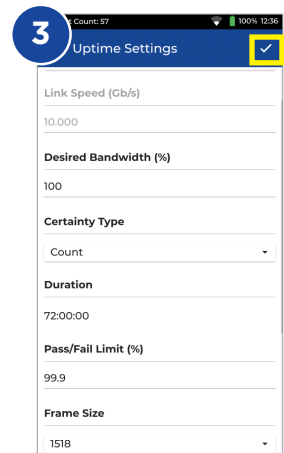 3
t Count: 57
100% 12:36
Uptime Settings
Link Speed (Gb/s)
10.000
Desired Bandwidth (%)
100
Certainty Type
Count
Duration
72:00:00
Pass/Fail Limit (%)
99.9
Frame Size
1518